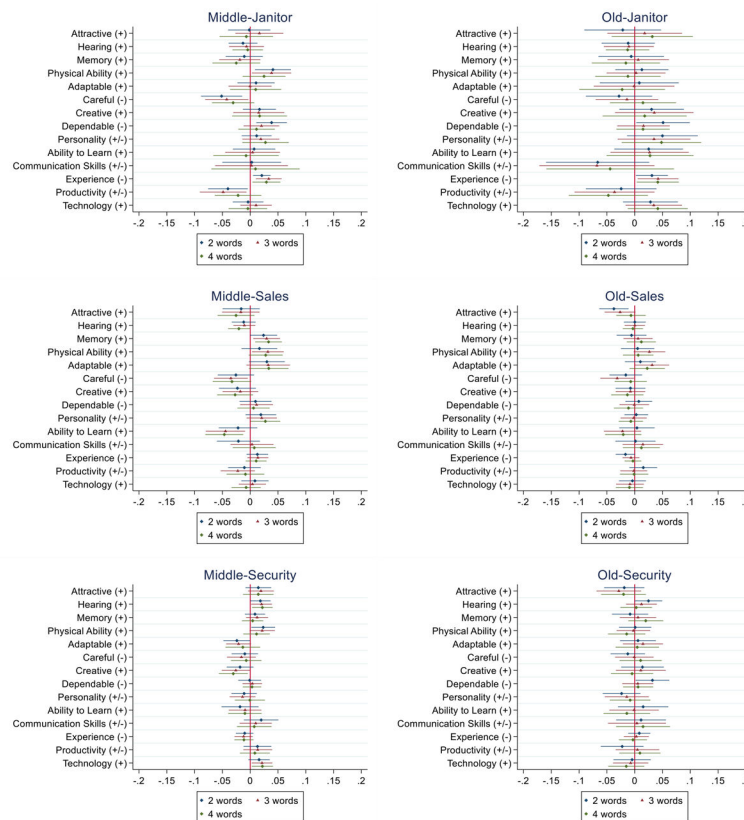 Middle-Janitor
Attractive (+)
Hearing (+)
Memory (+)
Physical Ability (+)
Adaptable (+)
Careful (-)
Creative (+)
Dependable (-)
Personality (+/-)
Ability to Learn (+)
Communication Skills (+/-)
Experience (-)
Productivity (+/-)
Technology (+)
-.2 -.15 -.1 -.05 0 .05 .1 .15 .2
2 words 3 words
4 words
Old-Janitor
Attractive (+)
Hearing (+)
Memory (+)
Physical Ability (+)
Adaptable (+)
Careful (-)
Creative (+)
Dependable (-)
Personality (+/-)
Ability to Learn (+)
Communication Skills (+/-)
Experience (-)
Productivity (+/-)
Technology (+)
-.2 -.15 -.1 -.05 0 .05 .1 .15
2 words 3 words
4 words
Middle-Sales
Attractive (+)
Hearing (+)
Memory (+)
Physical Ability (+)
Adaptable (+)
Careful (-)
Creative (+)
Dependable (-)
Personality (+/-)
Ability to Learn (+)
Communication Skills (+/-)
Experience (-)
Productivity (+/-)
Technology (+)
-.2 -.15 -.1 -.05 0 .05 .1 .15 .2
2 words 3 words
4 words
Old-Sales
Attractive (+)
Hearing (+)
Memory (+)
Physical Ability (+)
Adaptable (+)
Careful (-)
Creative (+)
Dependable (-)
Personality (+/-)
Ability to Learn (+)
Communication Skills (+/-)
Experience (-)
Productivity (+/-)
Technology (+)
-.2 -.15 -.1 -.05 0 .05 .1 .15
2 words 3 words
4 words
Middle-Security
Attractive (+)
Hearing (+)
Memory (+)
Physical Ability (+)
Adaptable (+)
Careful (-)
Creative (+)
Dependable (-)
Personality (+/-)
Ability to Learn (+)
Communication Skills (+/-)
Experience (-)
Productivity (+/-)
Technology (+)
-.2 -.15 -.1 -.05 0 .05 .1 .15 .2
2 words 3 words
4 words
Old-Security
Attractive (+)
Hearing (+)
Memory (+)
Physical Ability (+)
Adaptable (+)
Careful (-)
Creative (+)
Dependable (-)
Personality (+/-)
Ability to Learn (+)
Communication Skills (+/-)
Experience (-)
Productivity (+/-)
Technology (+)
-.2 -.15 -.1 -.05 0 .05 .1 .15
2 words 3 words
4 words